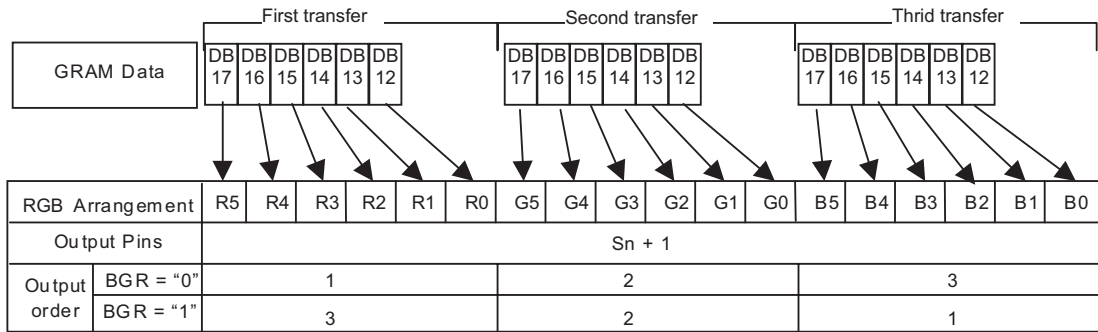 First transfer Second transfer Thrid transfer
GRAM Data DB 17 DB 16 DB 15 DB 14 DB 13 DB 12 DB 17 DB 16 DB 15 DB 14 DB 13 DB 12 DB 17 DB 16 DB 15 DB 14 DB 13 DB 12
RGB Arrangement R5 R4 R3 R2 R1 R0 G5 G4 G3 G2 G1 G0 B5 B4 B3 B2 B1 B0
Output Pins Sn + 1
Output order BGR = “0” 1 2 3
BGR = “1” 3 2 1